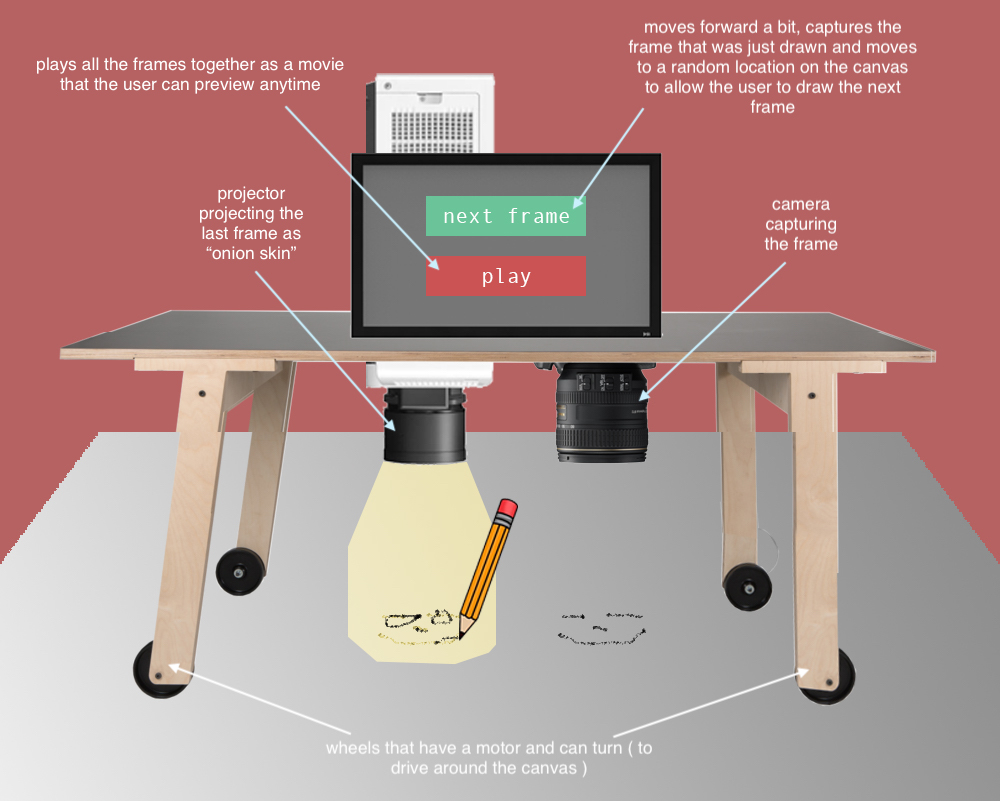 moves forward a bit, captures the
frame that was just drawn and moves
to a random location on the canvas
to allow the user to draw the next
frame
plays all the frames together as a movie
that the user can preview anytime
projector
projecting the
last frame as
“onion skin”
camera
capturing
the frame
next frame
play
wheels that have a motor and can turn ( to
drive around the canvas )